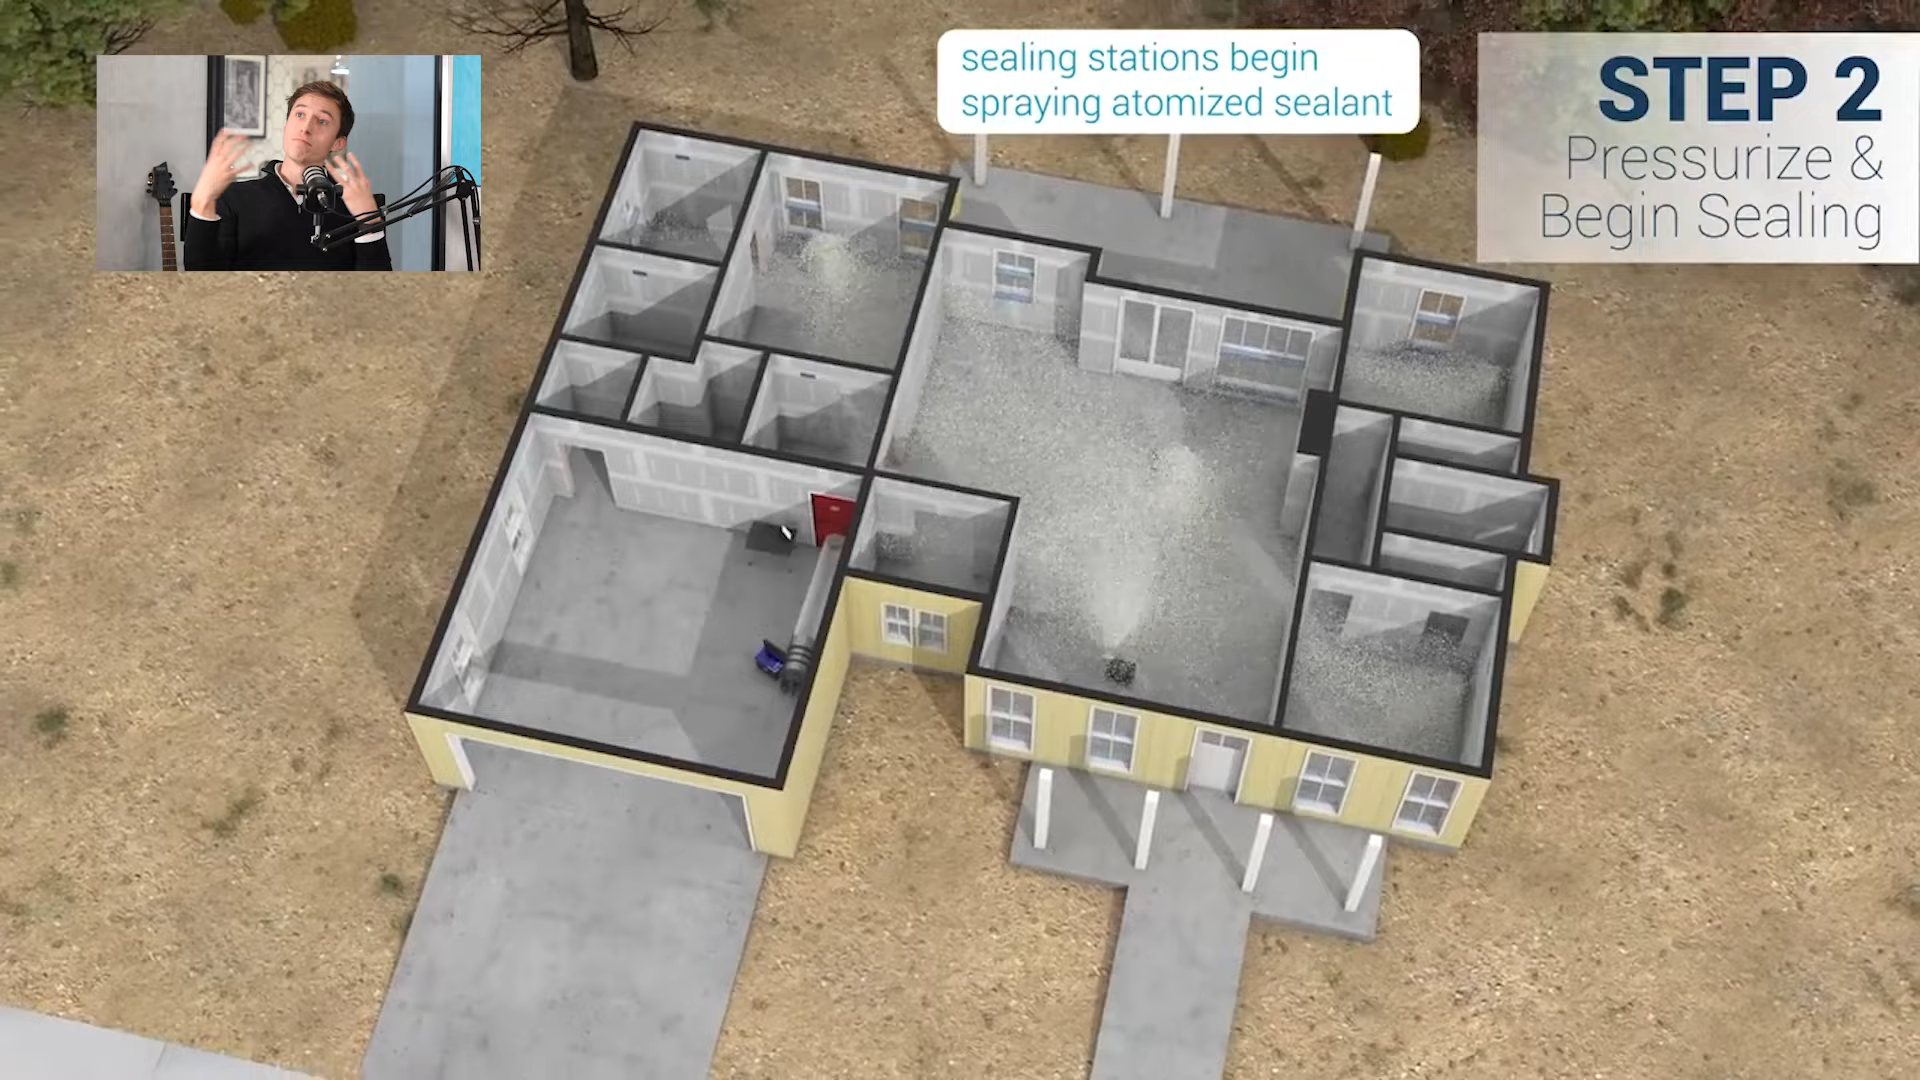 sealing stations begin
spraying atomized sealant
STEP 2
Pressurize &
Begin Sealing